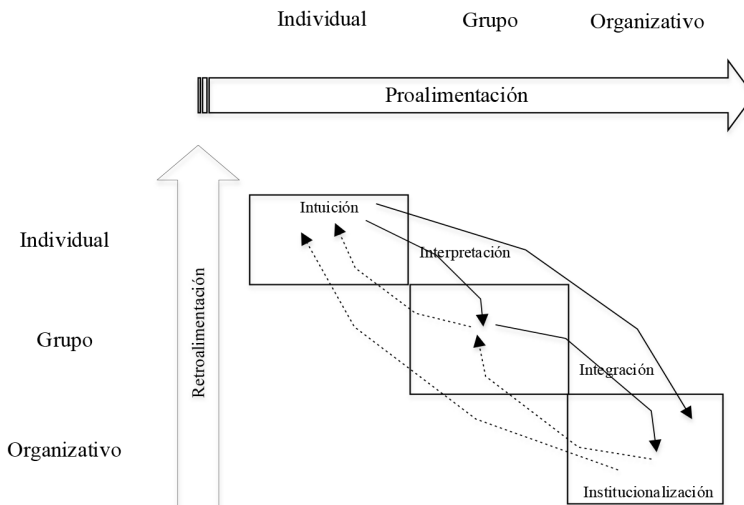 Individual Grupo Organizativo
Proalimentación
Intuición
Individual
Interpretación
Retroalimentación
Grupo
Integración
Organizativo
Institucionalización